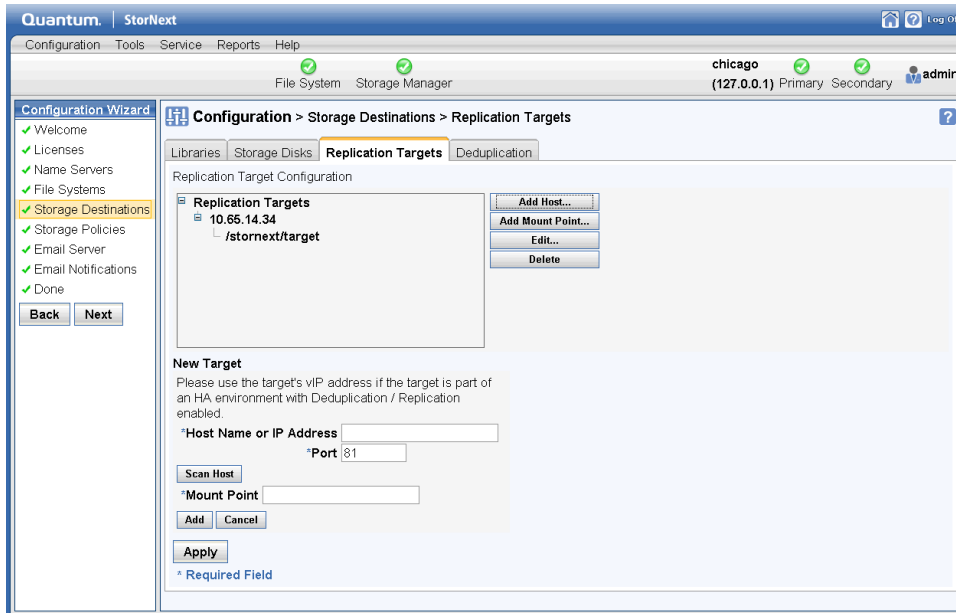 Quantum. StorNext
Log Of
Configuration Tools Service Reports Help
File System Storage Manager
chicago
(127.0.0.1) Primary Secondary
admin
Configuration Wizard
Welcome
Licenses
Name Servers
File Systems
Storage Destinations
Storage Policies
Email Server
Email Notifications
Done
Back Next
Configuration > Storage Destinations > Replication Targets
?
Libraries Storage Disks Replication Targets Deduplication
Replication Target Configuration
Replication Targets
10.65.14.34
/stornext/target
Add Host...
Add Mount Point...
Edit...
Delete
New Target
Please use the target's vIP address if the target is part of
an HA environment with Deduplication / Replication
enabled.
*Host Name or IP Address
*Port 81
Scan Host
*Mount Point
Add Cancel
Apply
* Required Field